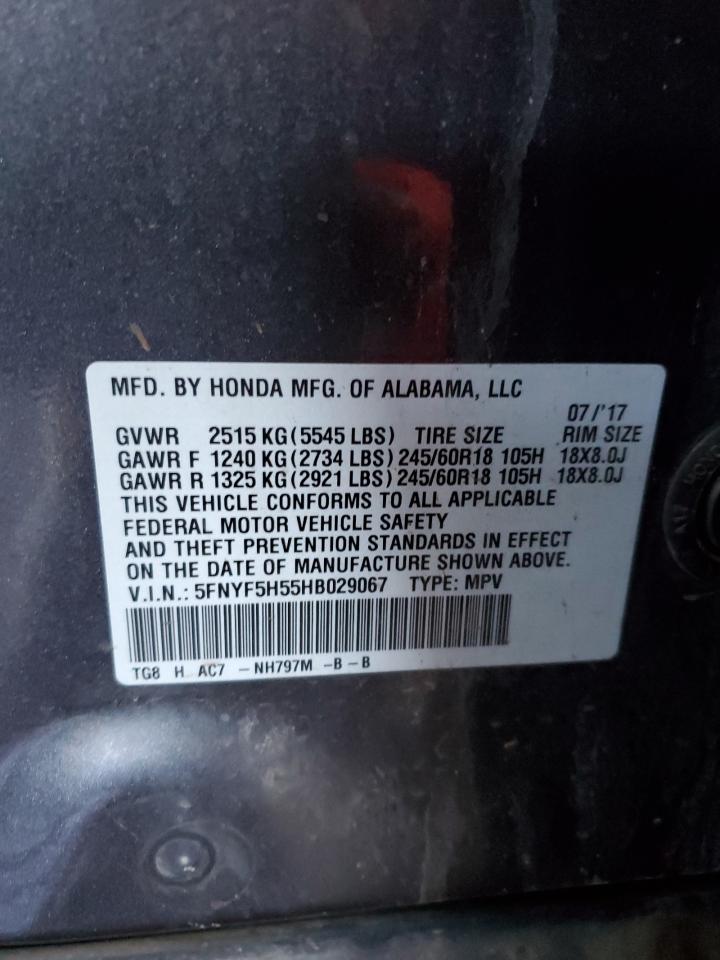 MFD. BY HONDA MFG. OF ALABAMA, LLC
07/'17
GVWR 2515 KG (5545 LBS) TIRE SIZE RIM SIZE
GAWR F 1240 KG (2734 LBS) 245/60R18 105H 18X8.0J
GAWR R 1325 KG (2921 LBS) 245/60R18 105H 18X8.0J
THIS VEHICLE CONFORMS TO ALL APPLICABLE
FEDERAL MOTOR VEHICLE SAFETY
AND THEFT PREVENTION STANDARDS IN EFFECT
ON THE DATE OF MANUFACTURE SHOWN ABOVE.
V.I.N.: 5FNYF5H55HB029067 TYPE: MPV
TG8 H AC7 -NH797M -B-B